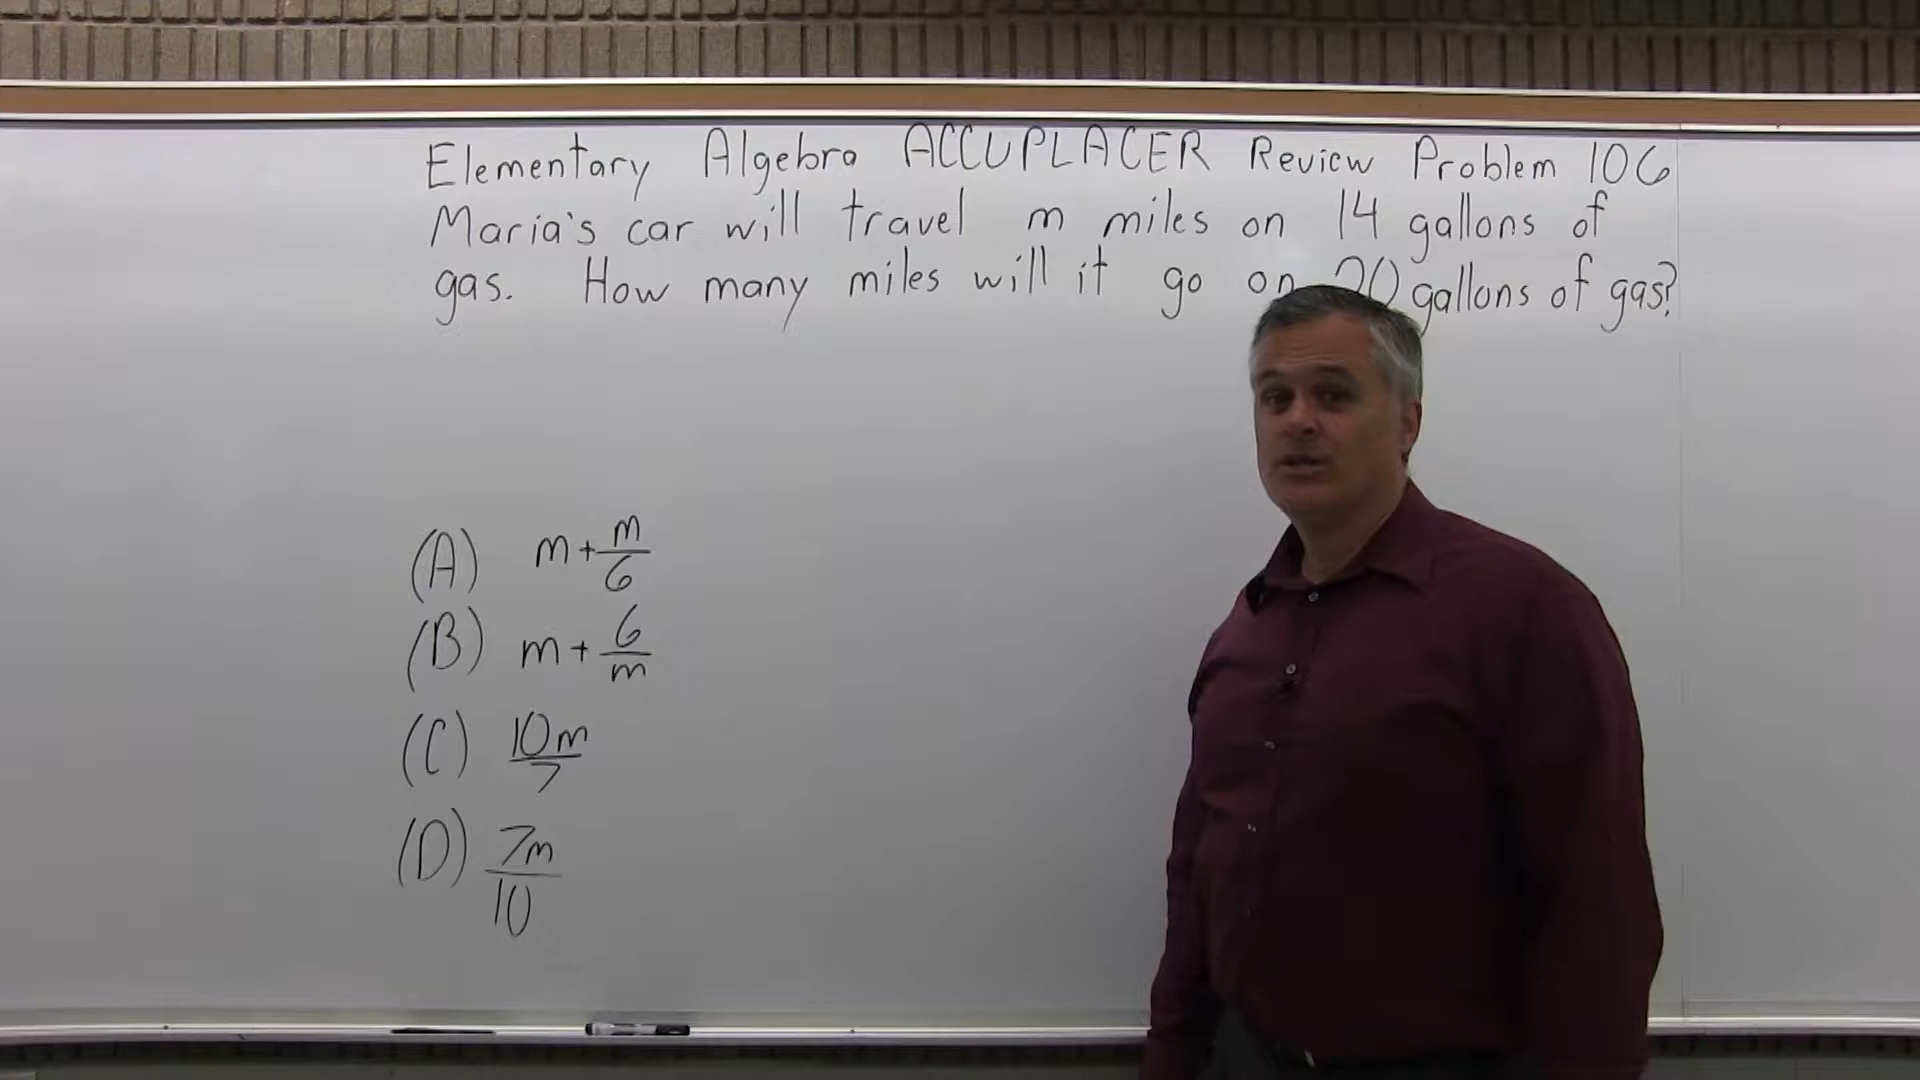 Elementary Algebra ACCUPLACER Review Problem 106
Maria's car will travel m miles on 14 gallons of
gas. How many miles will it go on 20 gallons of gas?
(A) m + m/6
(B) m + 6/m
(C) 10m/7
(D) 7m/10